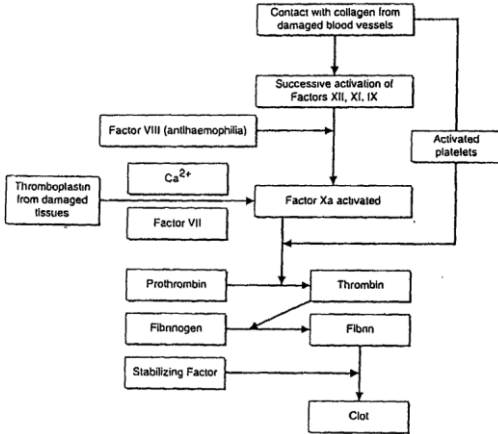 Contact with collagen from
damaged blood vessels
Successive activation of
Factors XII, XI, IX
Factor VIII (antihaemophilia)
Activated
platelets
Ca2+
Thromboplastin
from damaged
tissues
Factor Xa activated
Factor VII
Prothrombin
Thrombin
Fibrinogen
Fibrin
Stabilizing Factor
Clot